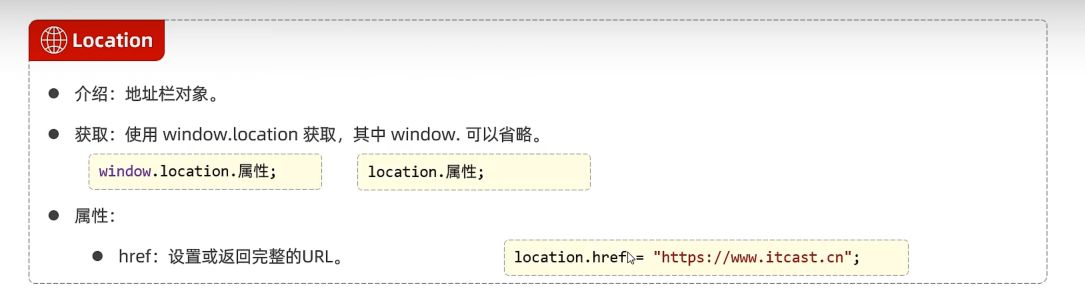 Location
介绍：地址栏对象。
获取：使用 window.location 获取，其中 window. 可以省略。
window.location.属性; location.属性;
属性：
href：设置或返回完整的URL。 location.href = "https://www.itcast.cn";